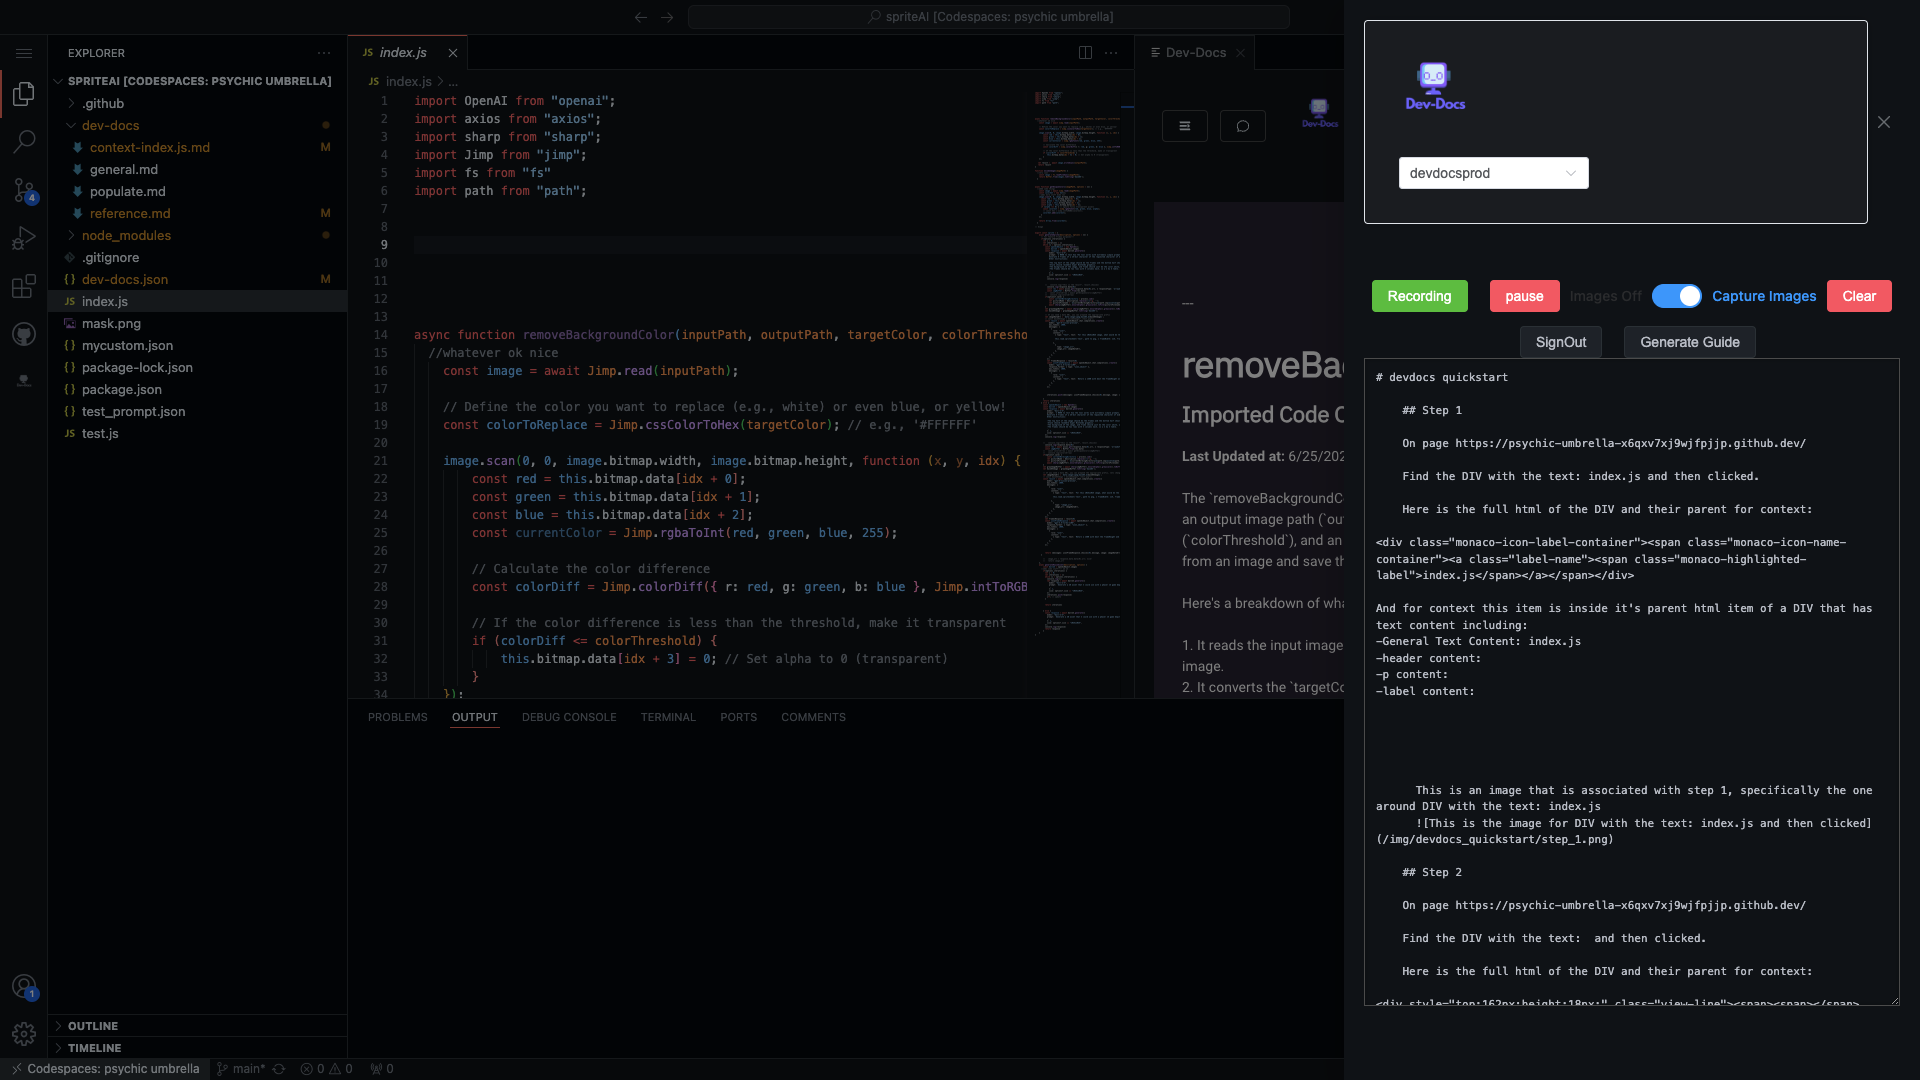 spriteAI [Codespaces: psychic umbrella]
EXPLORER
SPRITEAI [CODESPACES: PSYCHIC UMBRELLA]
.github
dev-docs
context-index.js.md M
general.md
populate.md
reference.md M
node_modules
.gitignore
dev-docs.json M
index.js
mask.png
mycustom.json
package-lock.json
package.json
test_prompt.json
test.js
4
1
OUTLINE
TIMELINE
JS index.js
JS index.js > ...
1 import OpenAI from "openai";
2 import axios from "axios";
3 import sharp from "sharp";
4 import Jimp from "jimp";
5 import fs from "fs"
6 import path from "path";
7
8
9
10
11
12
13
14 async function removeBackgroundColor(inputPath, outputPath, targetColor, colorThresho
15 //whatever ok nice
16 const image = await Jimp.read(inputPath);
17
18 // Define the color you want to replace (e.g., white) or even blue, or yellow!
19 const colorToReplace = Jimp.cssColorToHex(targetColor); // e.g., '#FFFFFF'
20
21 image.scan(0, 0, image.bitmap.width, image.bitmap.height, function (x, y, idx) {
22 const red = this.bitmap.data[idx + 0];
23 const green = this.bitmap.data[idx + 1];
24 const blue = this.bitmap.data[idx + 2];
25 const currentColor = Jimp.rgbaToInt(red, green, blue, 255);
26
27 // Calculate the color difference
28 const colorDiff = Jimp.colorDiff({ r: red, g: green, b: blue }, Jimp.intToRGB
29
30 // If the color difference is less than the threshold, make it transparent
31 if (colorDiff <= colorThreshold) {
32 this.bitmap.data[idx + 3] = 0; // Set alpha to 0 (transparent)
33 }
34 });
Dev-Docs
Dev-Docs
---
removeBac
Imported Code C
Last Updated at: 6/25/202
The `removeBackgroundC
an output image path (`out
(`colorThreshold`), and an
from an image and save th
Here's a breakdown of wha
1. It reads the input image
image.
2. It converts the `targetCo
PROBLEMS OUTPUT DEBUG CONSOLE TERMINAL PORTS COMMENTS
Codespaces: psychic umbrella main* 0 0 0
Dev-Docs
devdocsprod
Recording pause Images Off Capture Images Clear
SignOut Generate Guide
# devdocs quickstart
## Step 1
On page https://psychic-umbrella-x6qxv7xj9wjfpjjp.github.dev/
Find the DIV with the text: index.js and then clicked.
Here is the full html of the DIV and their parent for context:
<div class="monaco-icon-label-container"><span class="monaco-icon-name-
container"><a class="label-name"><span class="monaco-highlighted-
label">index.js</span></a></span></div>
And for context this item is inside it's parent html item of a DIV that has
text content including:
-General Text Content: index.js
-header content:
-p content:
-label content:
This is an image that is associated with step 1, specifically the one
around DIV with the text: index.js
![This is the image for DIV with the text: index.js and then clicked]
(/img/devdocs_quickstart/step_1.png)
## Step 2
On page https://psychic-umbrella-x6qxv7xj9wjfpjjp.github.dev/
Find the DIV with the text:  and then clicked.
Here is the full html of the DIV and their parent for context:
<div style="top:162px;height:18px;" class="view-line"><span><span></span>